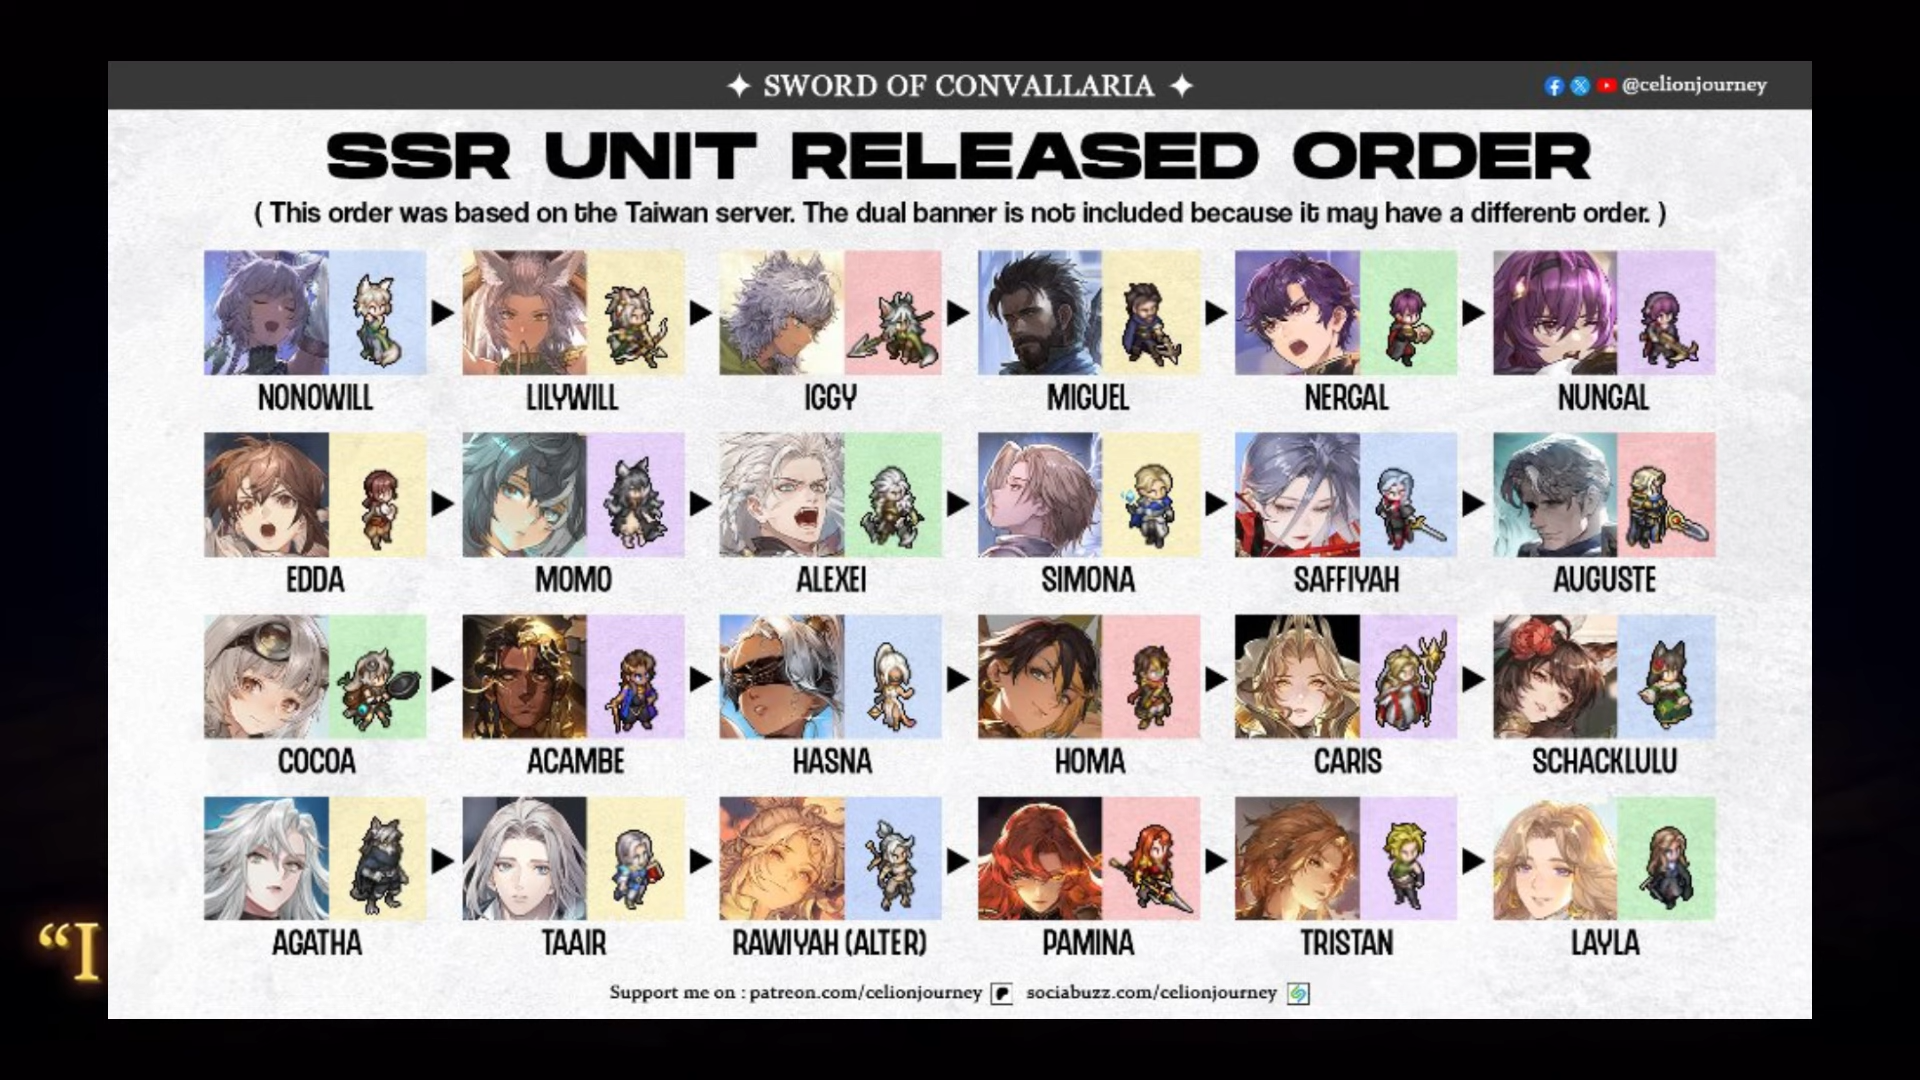 ✦ SWORD OF CONVALLARIA ✦
@celionjourney
SSR UNIT RELEASED ORDER
( This order was based on the Taiwan server. The dual banner is not included because it may have a different order. )
NONOWILL LILYWILL IGGY MIGUEL NERGAL NUNGAL
EDDA MOMO ALEXEI SIMONA SAFFIYAH AUGUSTE
COCOA ACAMBE HASNA HOMA CARIS SCHACKLULU
AGATHA TAAIR RAWIYAH (ALTER) PAMINA TRISTAN LAYLA
“I
Support me on : patreon.com/celionjourney sociabuzz.com/celionjourney